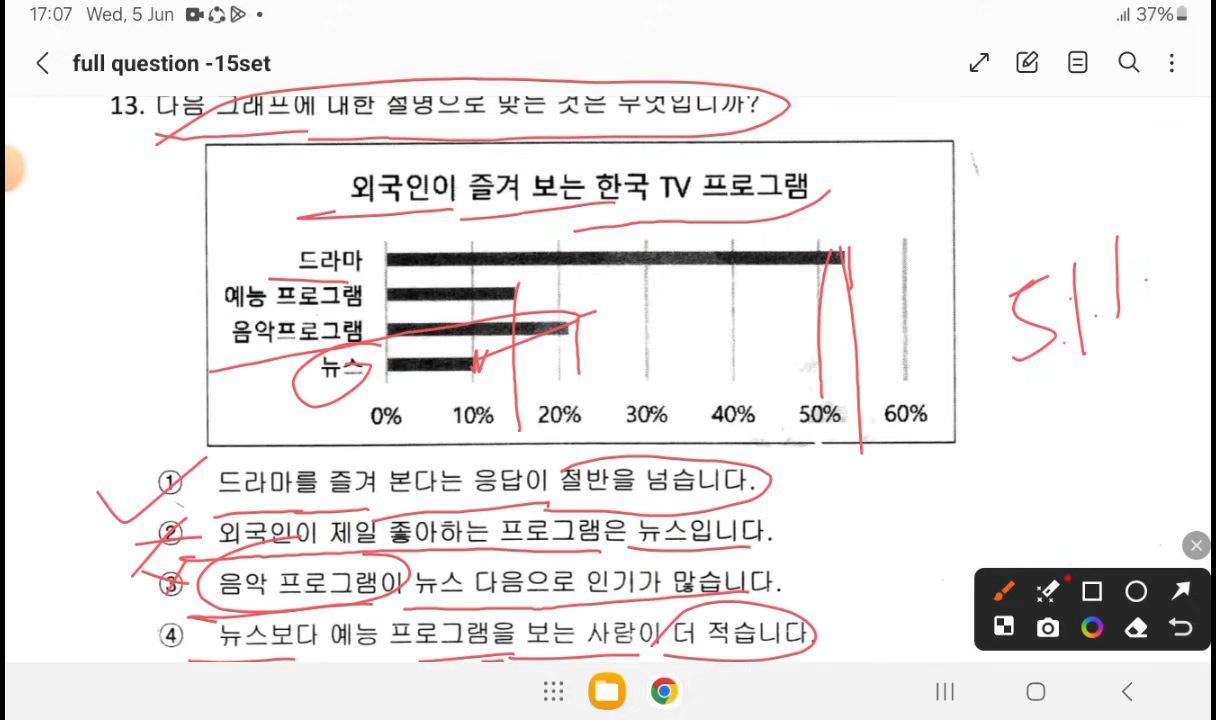 17:07 Wed, 5 Jun 37%
full question -15set
13. 다음 그래프에 대한 설명으로 맞는 것은 무엇입니까?
외국인이 즐겨 보는 한국 TV 프로그램
드라마
예능 프로그램
음악프로그램
뉴스
0% 10% 20% 30% 40% 50% 60%
① 드라마를 즐겨 본다는 응답이 절반을 넘습니다.
② 외국인이 제일 좋아하는 프로그램은 뉴스입니다.
③ 음악 프로그램이 뉴스 다음으로 인기가 많습니다.
④ 뉴스보다 예능 프로그램을 보는 사람이 더 적습니다.